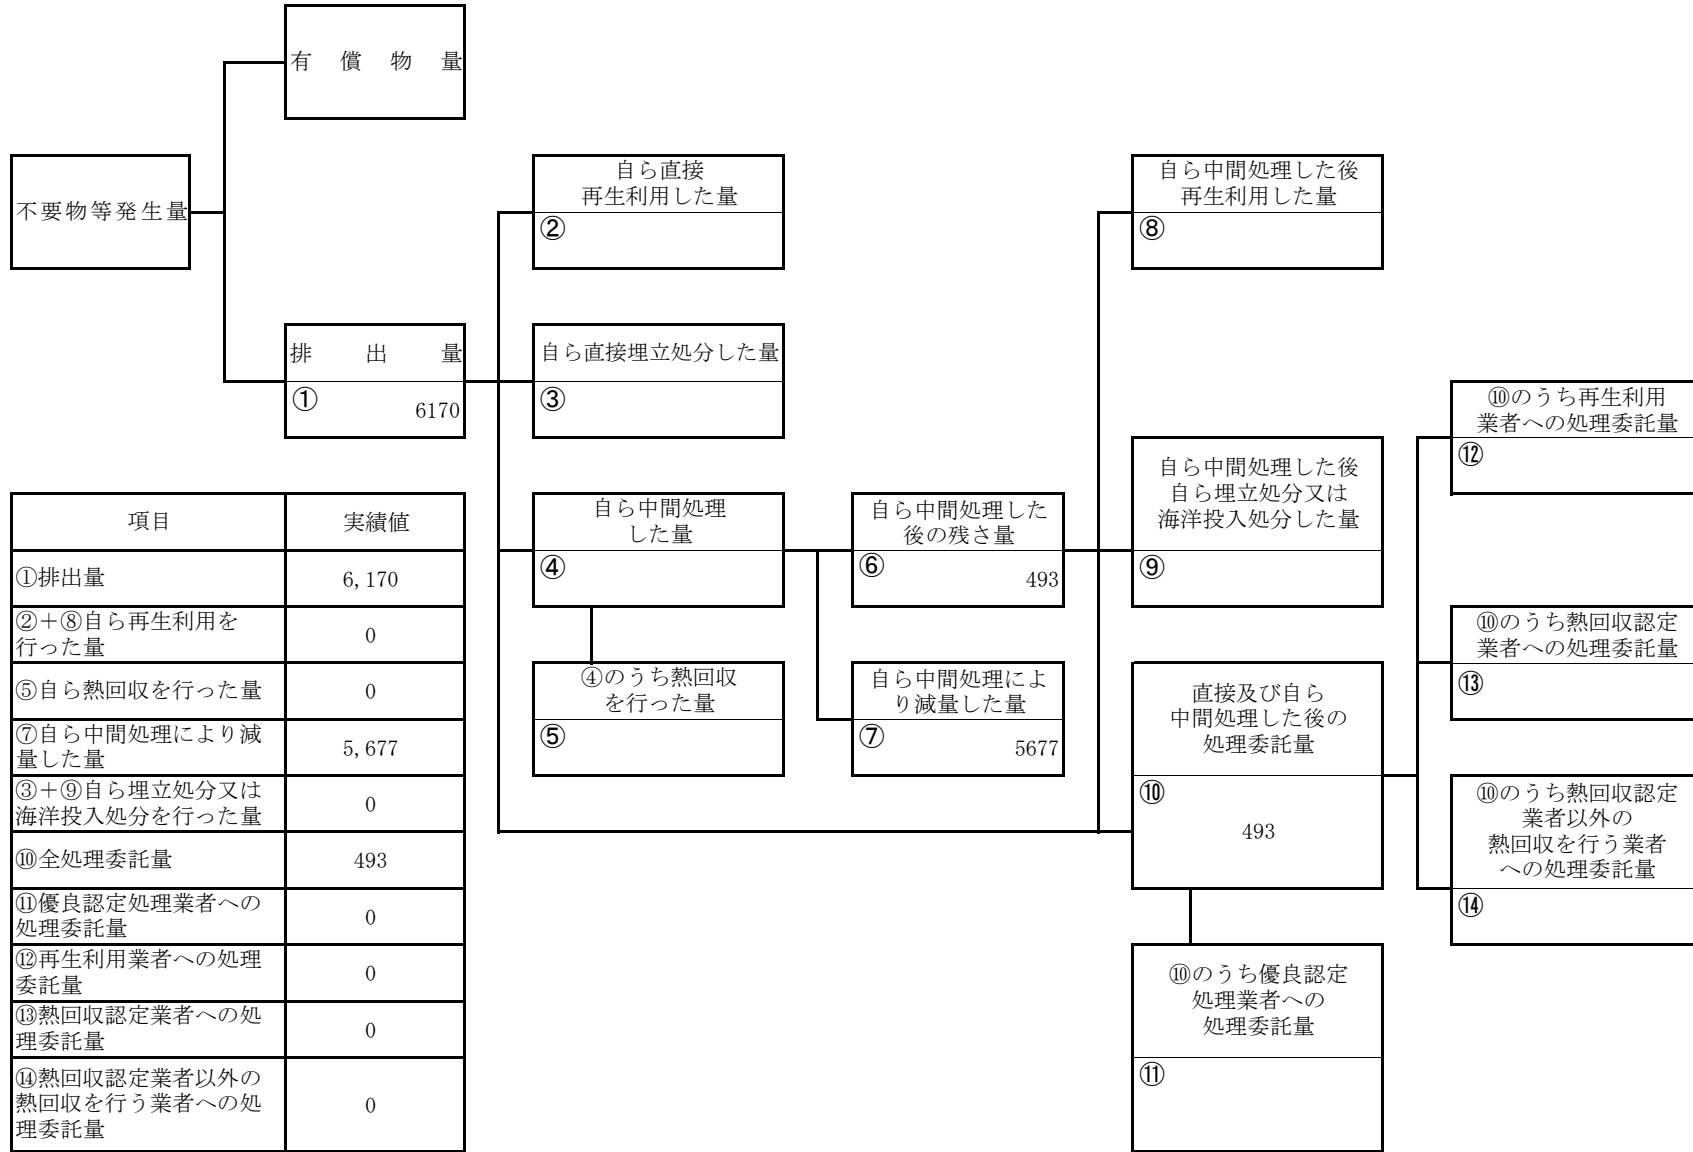 有償物量
不要物等発生量
排出量
①
6170
自ら直接
再生利用した量
②
自ら直接埋立処分した量
③
自ら中間処理
した量
④
④のうち熱回収
を行った量
⑤
自ら中間処理した
後の残さ量
⑥
493
自ら中間処理によ
り減量した量
⑦
5677
自ら中間処理した後
再生利用した量
⑧
自ら中間処理した後
自ら埋立処分又は
海洋投入処分した量
⑨
直接及び自ら
中間処理した後の
処理委託量
⑩
493
⑩のうち優良認定
処理業者への
処理委託量
⑪
⑩のうち再生利用
業者への処理委託量
⑫
⑩のうち熱回収認定
業者への処理委託量
⑬
⑩のうち熱回収認定
業者以外の
熱回収を行う業者
への処理委託量
⑭
項目 実績値
①排出量 6,170
②＋⑧自ら再生利用を
行った量 0
⑤自ら熱回収を行った量 0
⑦自ら中間処理により減
量した量 5,677
③＋⑨自ら埋立処分又は
海洋投入処分を行った量 0
⑩全処理委託量 493
⑪優良認定処理業者への
処理委託量 0
⑫再生利用業者への処理
委託量 0
⑬熱回収認定業者への処
理委託量 0
⑭熱回収認定業者以外の
熱回収を行う業者への処
理委託量 0